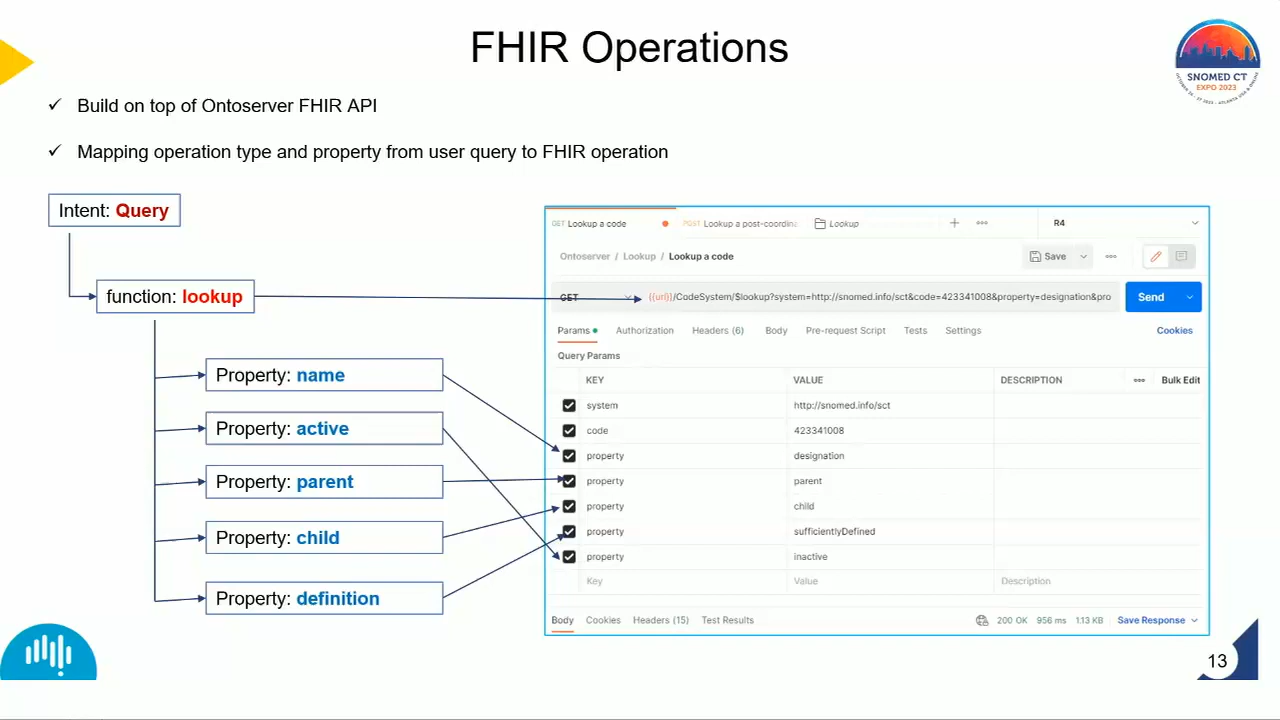 FHIR Operations
SNOMED CT
EXPO 2023
✓ Build on top of Ontoserver FHIR API
✓ Mapping operation type and property from user query to FHIR operation
Intent: Query
function: lookup
Property: name
Property: active
Property: parent
Property: child
Property: definition
GET Lookup a code
POST Lookup a post-coordina
Lookup
R4
Ontoserver / Lookup / Lookup a code
Save
GET
{{url}}/CodeSystem/$lookup?system=http://snomed.info/sct&code=423341008&property=designation&pro
Send
Params Authorization Headers (6) Body Pre-request Script Tests Settings Cookies
Query Params
KEY VALUE DESCRIPTION Bulk Edit
system http://snomed.info/sct
code 423341008
property designation
property parent
property child
property sufficientlyDefined
property inactive
Key Value Description
Body Cookies Headers (15) Test Results 200 OK 956 ms 1.13 KB Save Response
13